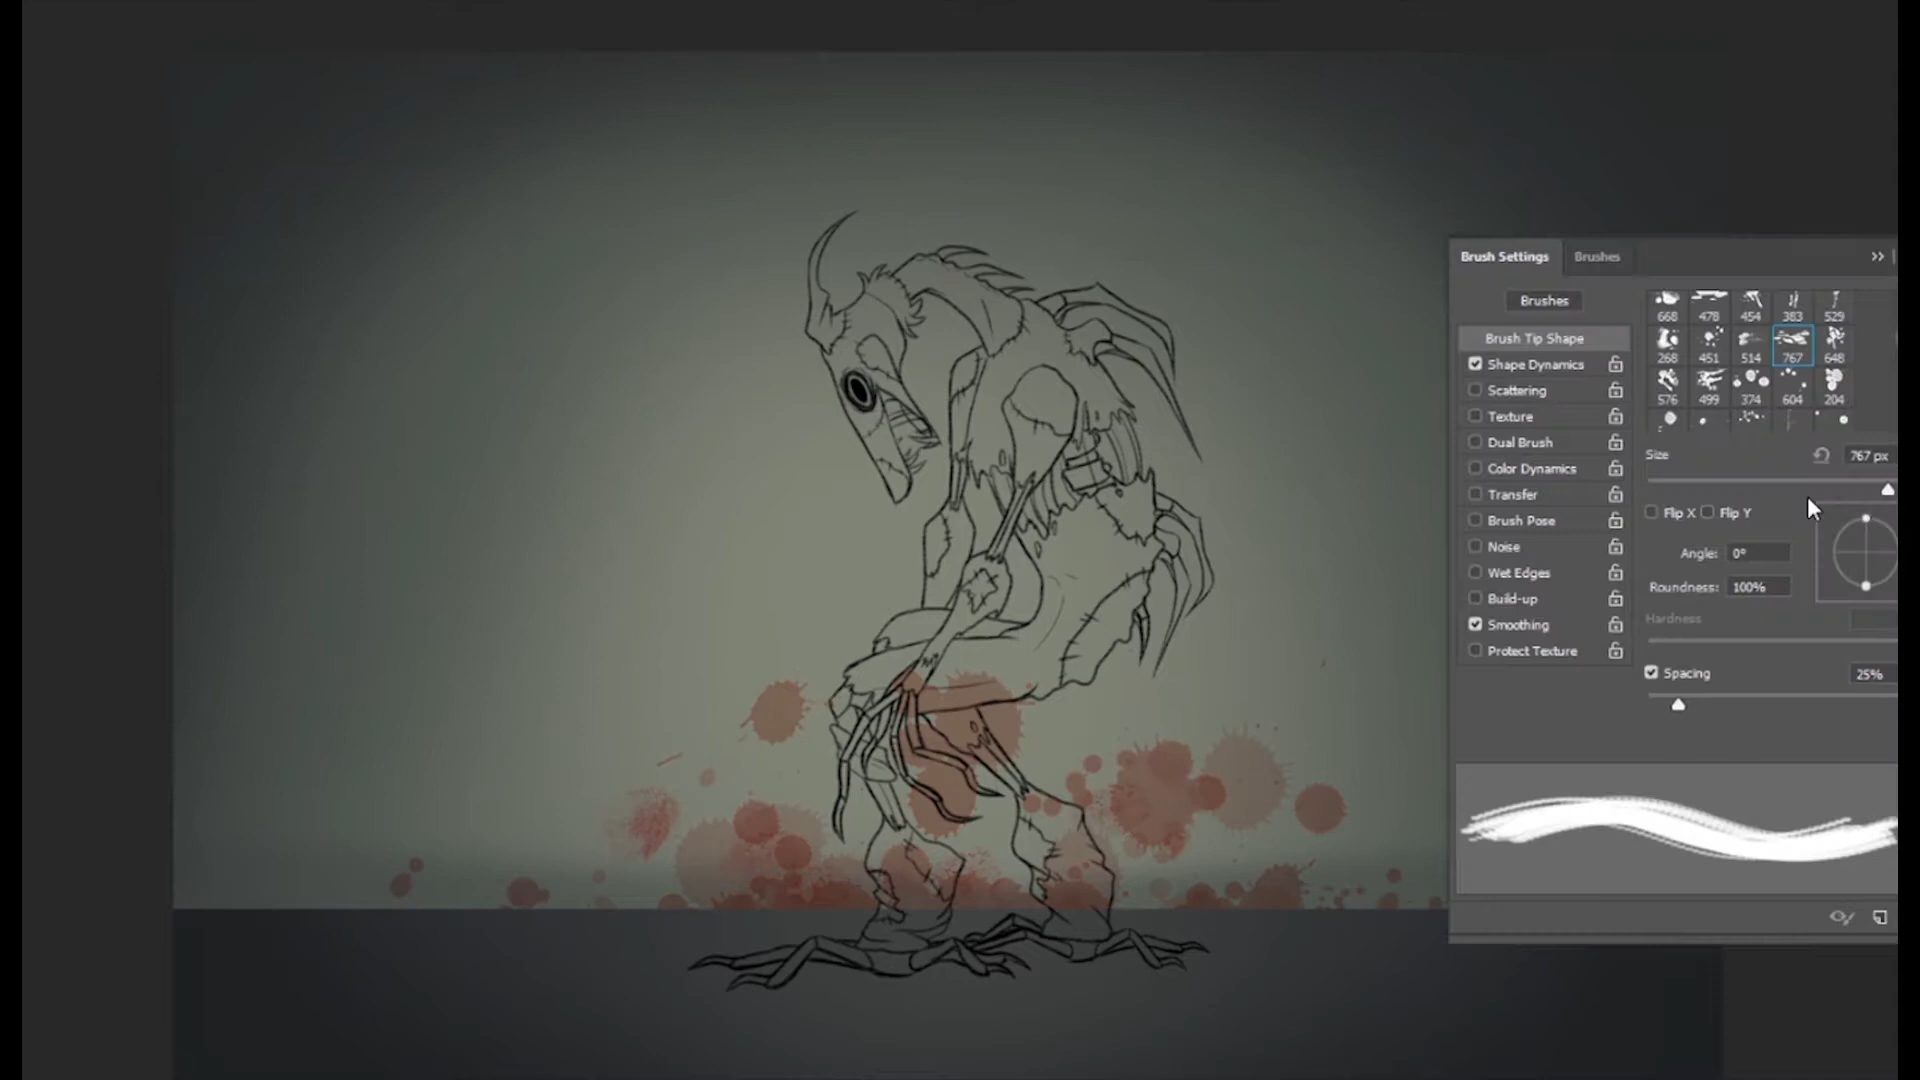 Brush Settings Brushes
Brushes
668 478 454 383 529
Brush Tip Shape
268 451 514 767 648
Shape Dynamics
Scattering
576 499 374 604 204
Texture
Dual Brush
Size 767 px
Color Dynamics
Transfer
Flip X Flip Y
Brush Pose
Noise
Angle: 0°
Wet Edges
Roundness: 100%
Build-up
Hardness
Smoothing
Protect Texture
Spacing 25%